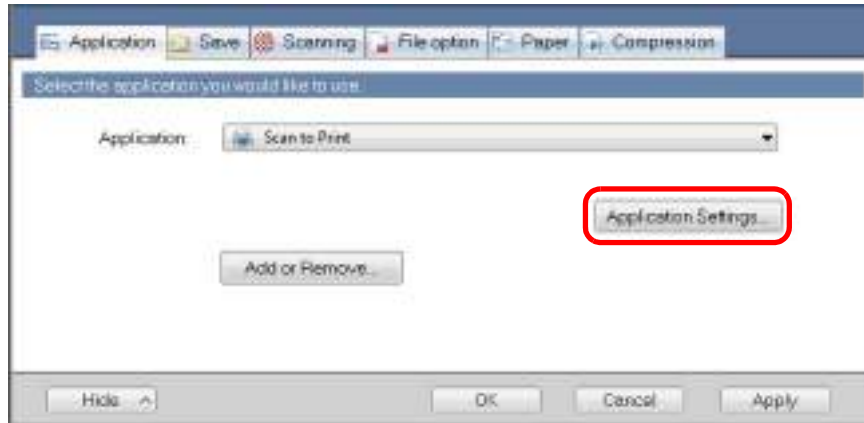 Application Save Scanning File option Paper Compression
Select the application you would like to use.
Application: Scan to Print
Application Settings...
Add or Remove...
Hide OK Cancel Apply